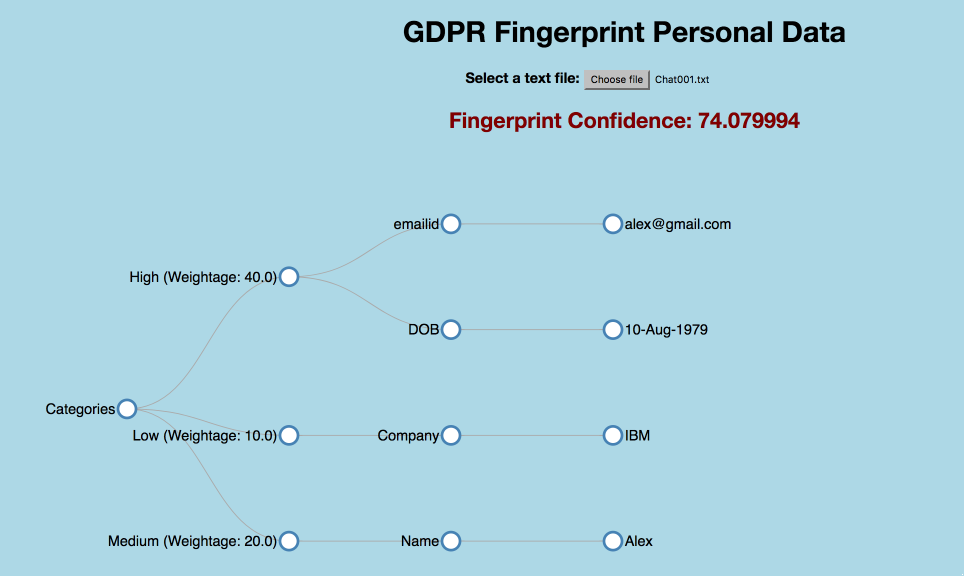 GDPR Fingerprint Personal Data
Select a text file: Choose file Chat001.txt
Fingerprint Confidence: 74.079994
emailid alex@gmail.com
High (Weightage: 40.0)
DOB 10-Aug-1979
Categories
Low (Weightage: 10.0) Company IBM
Medium (Weightage: 20.0) Name Alex